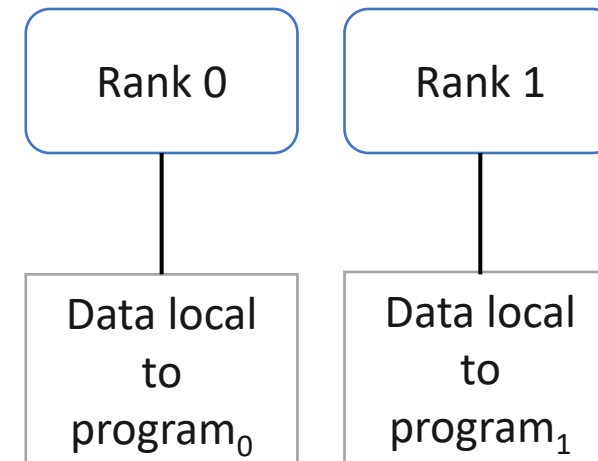 Rank 0
Rank 1
Data local
to
program₀
Data local
to
program₁